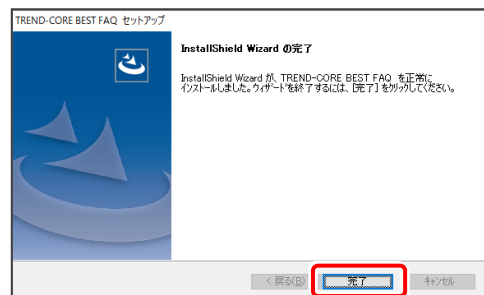 TREND-CORE BEST FAQ セットアップ
InstallShield Wizard の完了
InstallShield Wizard が、TREND-CORE BEST FAQ を正常に
インストールしました。ウィザードを終了するには、[完了] をクリックしてください。
< 戻る(B) 完了 キャンセル